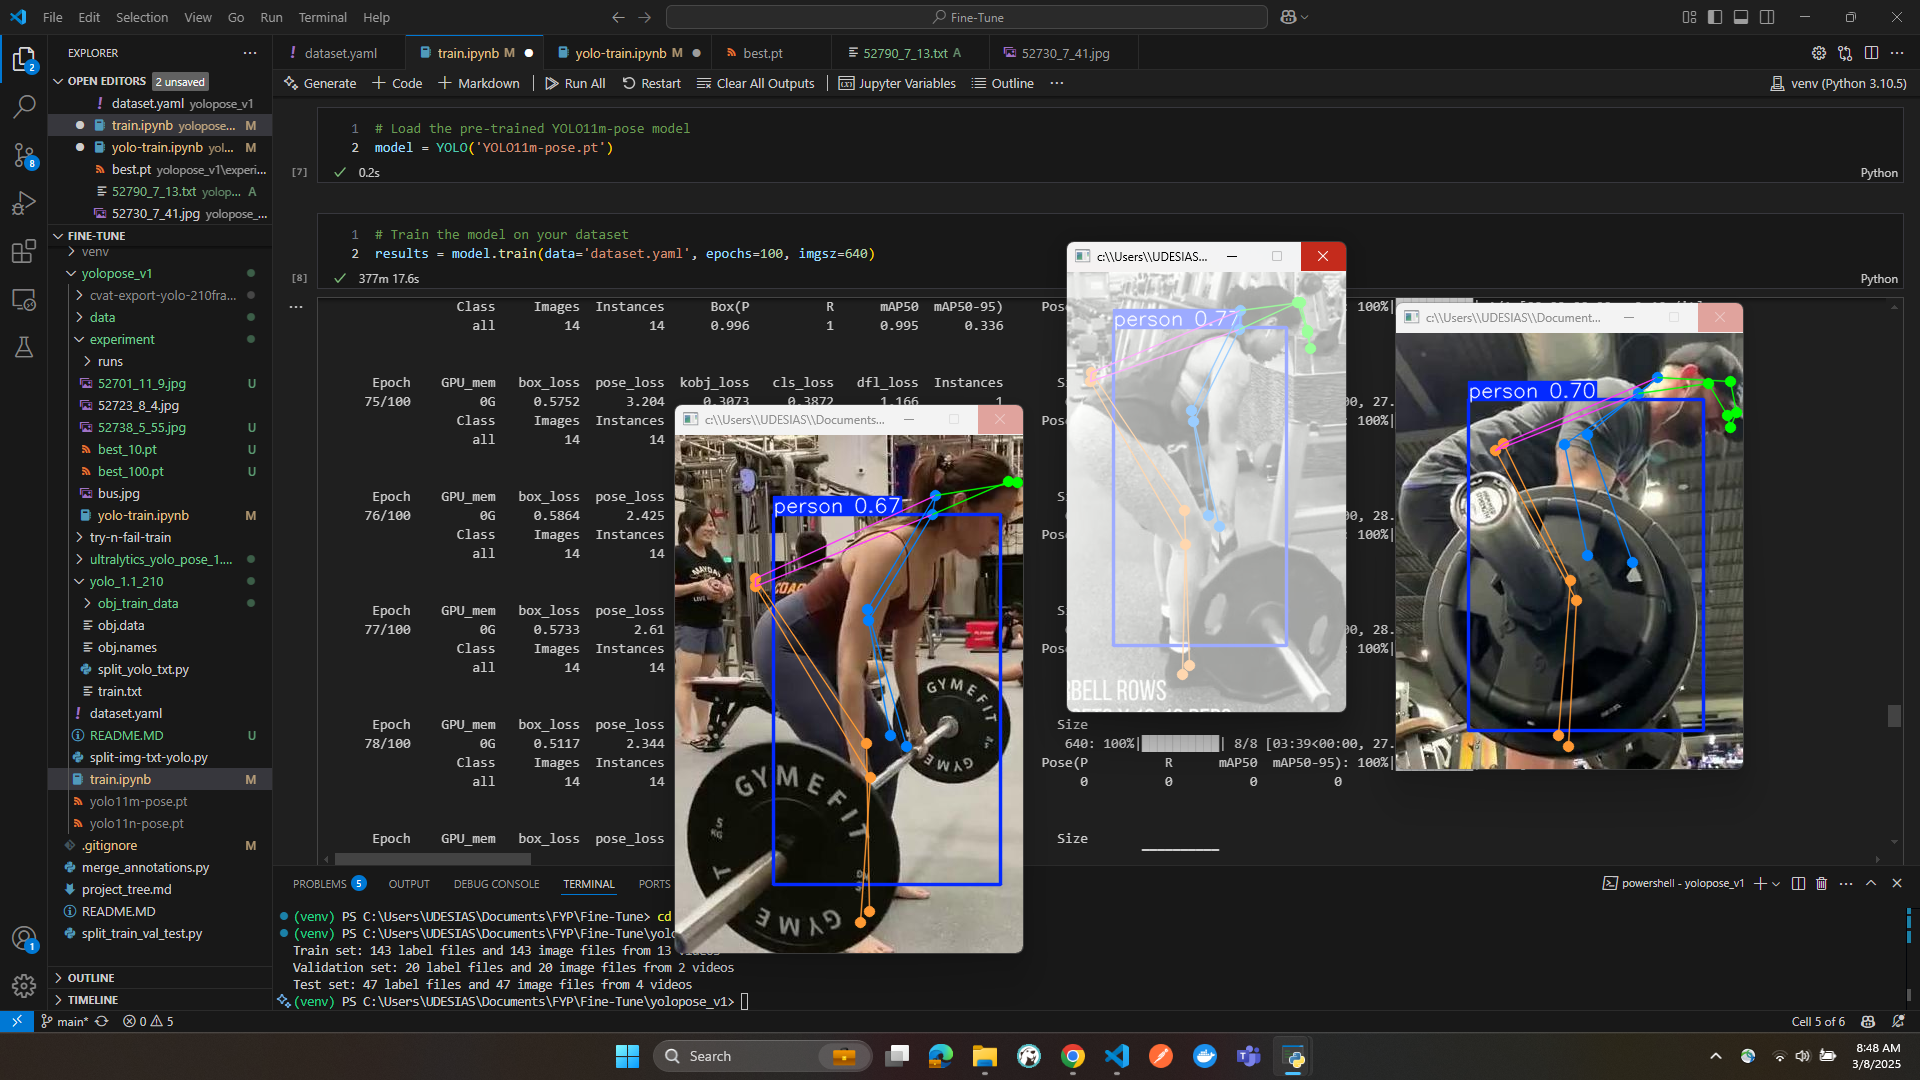 File Edit Selection View Go Run Terminal Help
Fine-Tune
EXPLORER
OPEN EDITORS 2 unsaved
dataset.yaml yolopose_v1
train.ipynb yolopose... M
yolo-train.ipynb yol... M
best.pt yolopose_v1\experi...
52790_7_13.txt yolop... A
52730_7_41.jpg yolopose_...
FINE-TUNE
venv
yolopose_v1
cvat-export-yolo-210fra...
data
experiment
runs
52701_11_9.jpg U
52723_8_4.jpg
52738_5_55.jpg U
best_10.pt U
best_100.pt U
bus.jpg
yolo-train.ipynb M
try-n-fail-train
ultralytics_yolo_pose_1....
yolo_1.1_210
obj_train_data
obj.data
obj.names
split_yolo_txt.py
train.txt
dataset.yaml
README.MD U
split-img-txt-yolo.py
train.ipynb M
yolo11m-pose.pt
yolo11n-pose.pt
.gitignore M
merge_annotations.py
project_tree.md
README.MD
split_train_val_test.py
OUTLINE
TIMELINE
2
8
1
dataset.yaml train.ipynb M yolo-train.ipynb M best.pt 52790_7_13.txt A 52730_7_41.jpg
Generate Code Markdown Run All Restart Clear All Outputs Jupyter Variables Outline
venv (Python 3.10.5)
1 # Load the pre-trained YOLO11m-pose model
2 model = YOLO('YOLO11m-pose.pt')
[7] 0.2s Python
1 # Train the model on your dataset
2 results = model.train(data='dataset.yaml', epochs=100, imgsz=640)
[8] 377m 17.6s Python
Class Images Instances Box(P R mAP50 mAP50-95) Pos 100%|
all 14 14 0.996 1 0.995 0.336
Epoch GPU_mem box_loss pose_loss kobj_loss cls_loss dfl_loss Instances Si
75/100 0G 0.5752 3.204 0.3073 0.3872 1.166 1 00, 27.
Class Images Instances Pos 100%|
all 14 14
Epoch GPU_mem box_loss pose_loss Si
76/100 0G 0.5864 2.425 00, 28.
Class Images Instances Pos 100%|
all 14 14
Epoch GPU_mem box_loss pose_loss Si
77/100 0G 0.5733 2.61 00, 28.
Class Images Instances Pos 100%|
all 14 14
Epoch GPU_mem box_loss pose_loss Size
78/100 0G 0.5117 2.344 640: 100%| 8/8 [03:39<00:00, 27.
Class Images Instances Pose(P R mAP50 mAP50-95): 100%|
all 14 14 0 0 0 0
Epoch GPU_mem box_loss pose_loss Size
c:\\Users\\UDESIAS\\Documents...
person 0.67
GYMEFIT
GYMEFIT
GYME
5
KG
c:\\Users\\UDESIAS...
person 0.77
RBELL ROWS
c:\\Users\\UDESIAS\\Document...
person 0.70
PROBLEMS 5 OUTPUT DEBUG CONSOLE TERMINAL PORTS
powershell - yolopose_v1
(venv) PS C:\Users\UDESIAS\Documents\FYP\Fine-Tune> cd
(venv) PS C:\Users\UDESIAS\Documents\FYP\Fine-Tune\yolo
Train set: 143 label files and 143 image files from 13 videos
Validation set: 20 label files and 20 image files from 2 videos
Test set: 47 label files and 47 image files from 4 videos
(venv) PS C:\Users\UDESIAS\Documents\FYP\Fine-Tune\yolopose_v1>
main* 0 5
Cell 5 of 6
Search
8:48 AM
3/8/2025